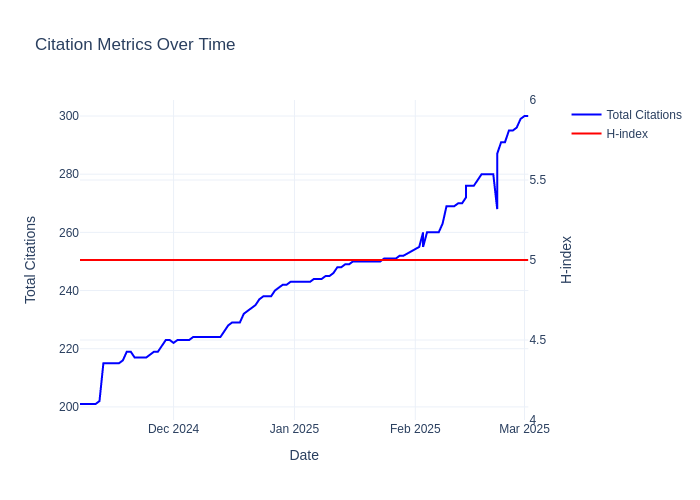 Citation Metrics Over Time
Total Citations
H-index
300
280
260
240
220
200
6
5.5
5
4.5
4
Dec 2024
Jan 2025
Feb 2025
Mar 2025
Date
Total Citations
H-index